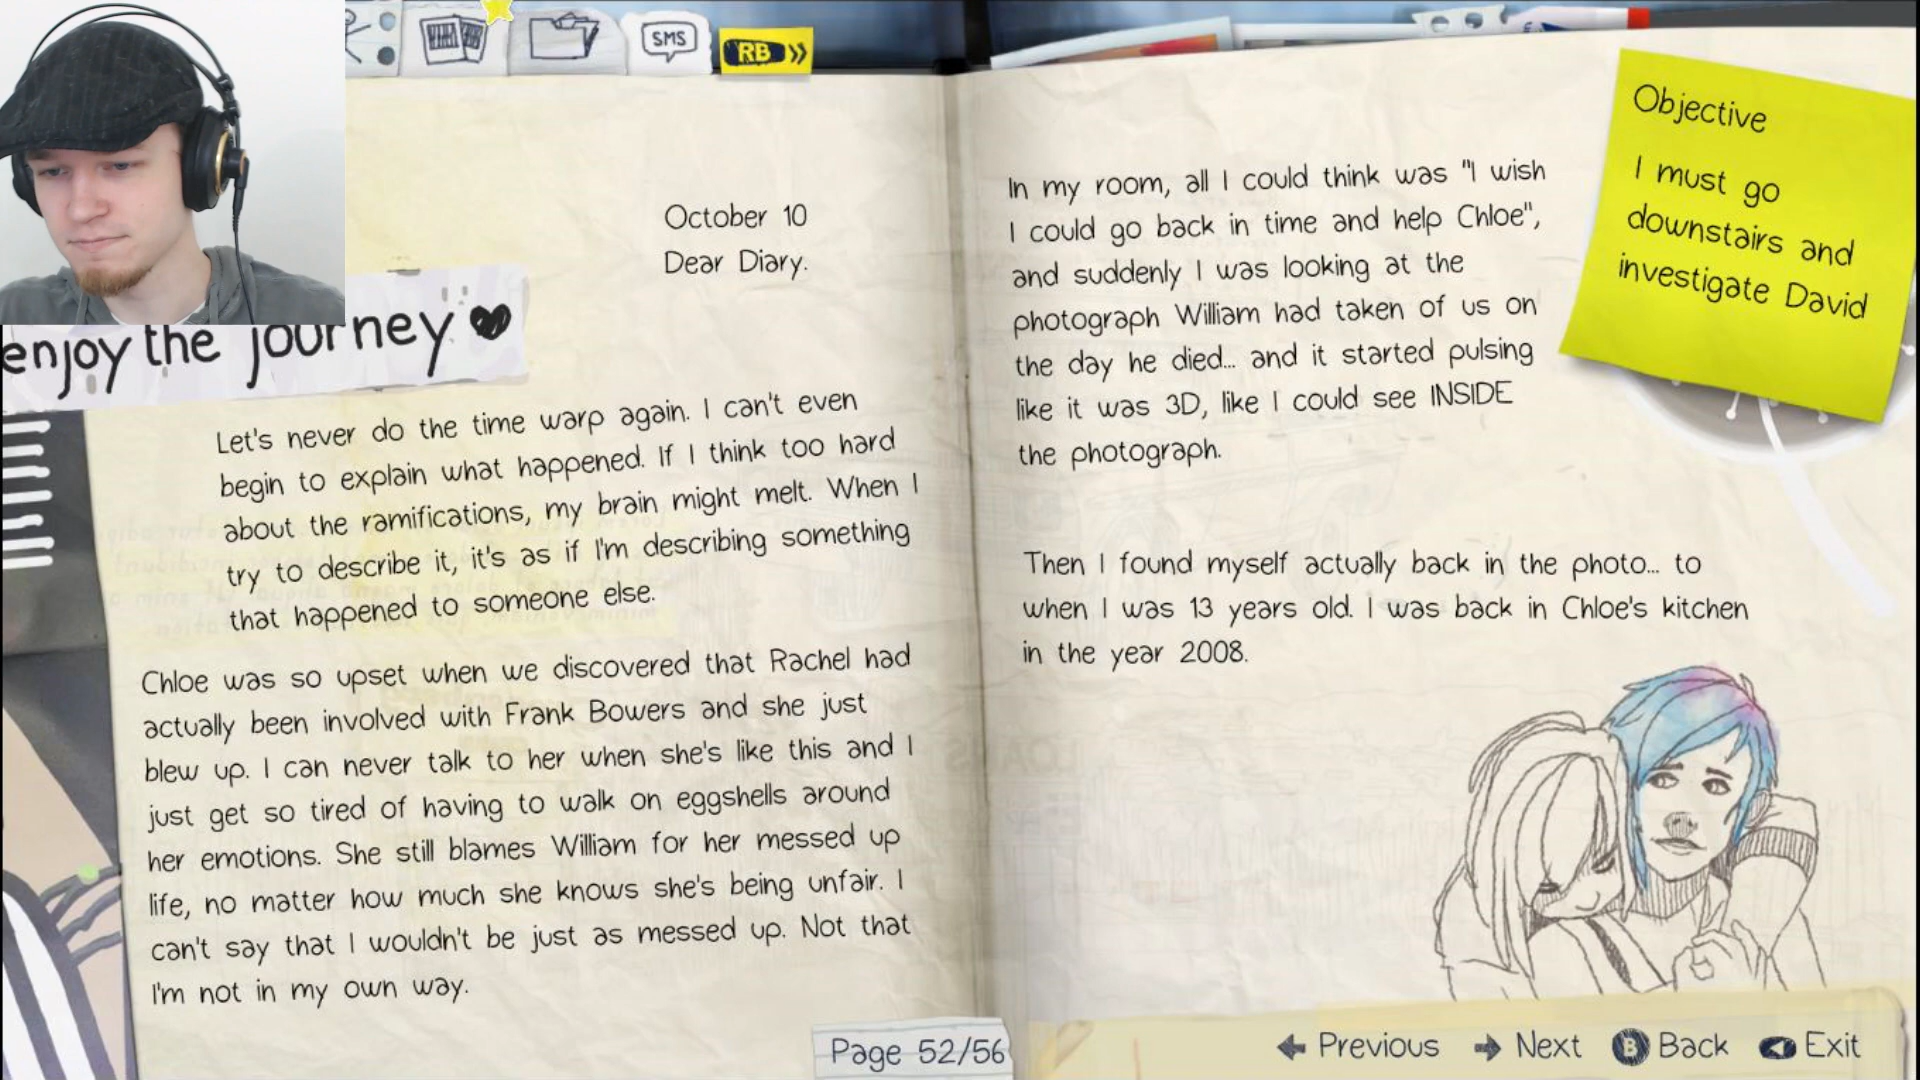 SMS
RB
October 10
Dear Diary.
enjoy the journey
Let's never do the time warp again. I can't even
begin to explain what happened. If I think too hard
about the ramifications, my brain might melt. When I
try to describe it, it's as if I'm describing something
that happened to someone else.
Chloe was so upset when we discovered that Rachel had
actually been involved with Frank Bowers and she just
blew up. I can never talk to her when she's like this and I
just get so tired of having to walk on eggshells around
her emotions. She still blames William for her messed up
life, no matter how much she knows she's being unfair. I
can't say that I wouldn't be just as messed up. Not that
I'm not in my own way.
In my room, all I could think was "I wish
I could go back in time and help Chloe",
and suddenly I was looking at the
photograph William had taken of us on
the day he died... and it started pulsing
like it was 3D, like I could see INSIDE
the photograph.
Then I found myself actually back in the photo... to
when I was 13 years old. I was back in Chloe's kitchen
in the year 2008.
Objective
I must go
downstairs and
investigate David
Page 52/56
Previous Next B Back Exit